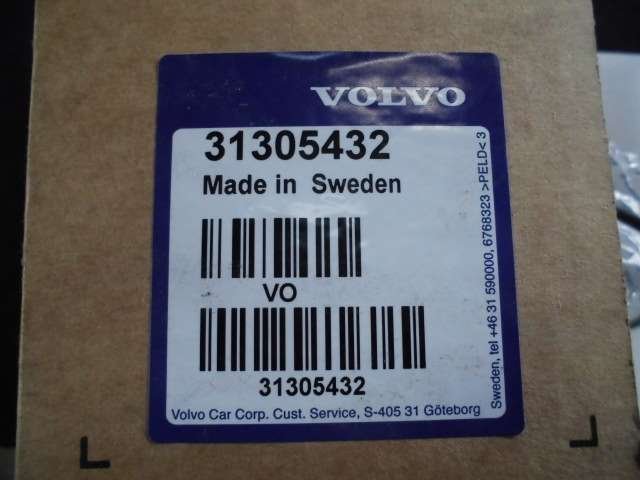 VOLVO
31305432
Made in Sweden
VO
31305432
Volvo Car Corp. Cust. Service, S-405 31 Göteborg
Sweden, tel +46 31 590000, 6768323 >PELD< 3